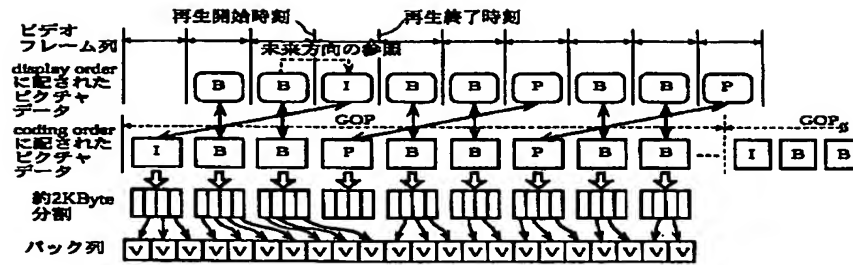 再生開始時刻 再生終了時刻
ビデオ
フレーム列
未来方向の参照
display order
に配された
ピクチャ
データ
B B I B B P B B P
GOP GOP
coding order
に配された
ピクチャ
データ
I B B P B B P B B I B B
約2KByte
分割
パック列
V V V V V V V V V V V V V V V V V V V V V V